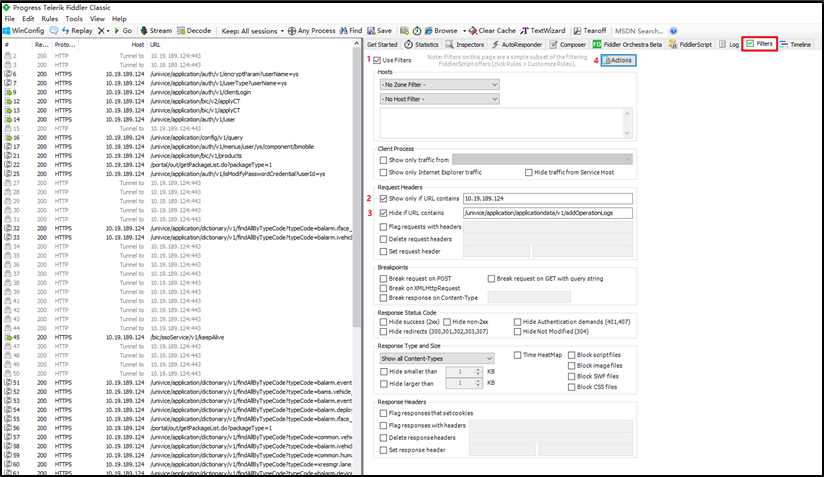 Progress Telerik Fiddler Classic
File Edit Rules Tools View Help
WinConfig Replay Go Stream Decode Keep: All sessions Any Process Find Save Browse Clear Cache TextWizard Tearoff MSDN Search...
# Re... Proto... Host URL
2 200 HTTP Tunnel to 10.19.189.124:443
3 200 HTTP Tunnel to 10.19.189.124:443
6 200 HTTPS 10.19.189.124 /univice/application/auth/v1/encryptParam?userName=ys
7 200 HTTPS 10.19.189.124 /univice/application/auth/v1/userType?userName=ys
9 200 HTTPS 10.19.189.124 /univice/application/auth/v1/clientLogin
12 200 HTTPS 10.19.189.124 /univice/application/bic/v2/applyCT
13 200 HTTPS 10.19.189.124 /univice/application/bic/v1/applyCT
14 200 HTTPS 10.19.189.124 /univice/application/auth/v1/user
15 200 HTTP Tunnel to 10.19.189.124:443
16 200 HTTPS 10.19.189.124 /univice/application/config/v1/query
17 200 HTTPS 10.19.189.124 /univice/application/auth/v1/menus/user/ys/component/bmobile
21 200 HTTPS 10.19.189.124 /univice/application/bic/v1/products
22 200 HTTPS 10.19.189.124 /portal/out/getPackageList.do?packageType=1
25 200 HTTPS 10.19.189.124 /univice/application/auth/v1/isModifyPasswordCredential?userId=ys
27 200 HTTP Tunnel to 10.19.189.124:443
28 200 HTTP Tunnel to 10.19.189.124:443
29 200 HTTP Tunnel to 10.19.189.124:443
30 200 HTTP Tunnel to 10.19.189.124:443
31 200 HTTP Tunnel to 10.19.189.124:443
32 200 HTTPS 10.19.189.124 /univice/application/dictionary/v1/findAllByTypeCode?typeCode=balarm.iface_...
33 200 HTTPS 10.19.189.124 /univice/application/dictionary/v1/findAllByTypeCode?typeCode=balarm.ivehic...
34 200 HTTP Tunnel to 10.19.189.124:443
37 200 HTTP Tunnel to 10.19.189.124:443
38 200 HTTP Tunnel to 10.19.189.124:443
39 200 HTTP Tunnel to 10.19.189.124:443
40 200 HTTP Tunnel to 10.19.189.124:443
41 200 HTTP Tunnel to 10.19.189.124:443
42 200 HTTP Tunnel to 10.19.189.124:443
43 200 HTTP Tunnel to 10.19.189.124:443
44 200 HTTP Tunnel to 10.19.189.124:443
45 200 HTTPS 10.19.189.124 /bic/ssoService/v1/keepAlive
47 200 HTTP Tunnel to 10.19.189.124:443
48 200 HTTP Tunnel to 10.19.189.124:443
49 200 HTTP Tunnel to 10.19.189.124:443
50 200 HTTP Tunnel to 10.19.189.124:443
51 200 HTTPS 10.19.189.124 /univice/application/dictionary/v1/findAllByTypeCode?typeCode=balarm.event...
52 200 HTTPS 10.19.189.124 /univice/application/dictionary/v1/findAllByTypeCode?typeCode=bams.vehicle_...
53 200 HTTPS 10.19.189.124 /univice/application/dictionary/v1/findAllByTypeCode?typeCode=balarm.event...
54 200 HTTPS 10.19.189.124 /univice/application/dictionary/v1/findAllByTypeCode?typeCode=balarm.deploy...
55 200 HTTPS 10.19.189.124 /univice/application/dictionary/v1/findAllByTypeCode?typeCode=balarm.iface_...
56 200 HTTPS 10.19.189.124 /portal/out/getPackageList.do?packageType=1
57 200 HTTPS 10.19.189.124 /univice/application/dictionary/v1/findAllByTypeCode?typeCode=common.vehic...
58 200 HTTPS 10.19.189.124 /univice/application/dictionary/v1/findAllByTypeCode?typeCode=balarm.ivehic...
59 200 HTTPS 10.19.189.124 /univice/application/dictionary/v1/findAllByTypeCode?typeCode=common.hum...
60 200 HTTPS 10.19.189.124 /univice/application/dictionary/v1/findAllByTypeCode?typeCode=xresmgr.lane_...
61 200 HTTPS 10.19.189.124 /univice/application/dictionary/v1/findAllByTypeCode?typeCode=balarm.device...
Get Started Statistics Inspectors AutoResponder Composer FO Fiddler Orchestra Beta FiddlerScript Log Filters Timeline
1 Use Filters
Note: Filters on this page are a simple subset of the filtering
FiddlerScript offers (click Rules > Customize Rules).
4 Actions
Hosts
- No Zone Filter -
- No Host Filter -
Client Process
Show only traffic from
Show only Internet Explorer traffic Hide traffic from Service Host
Request Headers
2 Show only if URL contains 10.19.189.124
3 Hide if URL contains /univice/application/applicationdata/v1/addOperationLogs
Flag requests with headers
Delete request headers
Set request header
Breakpoints
Break request on POST Break request on GET with query string
Break on XMLHttpRequest
Break response on Content-Type
Response Status Code
Hide success (2xx) Hide non-2xx Hide Authentication demands (401,407)
Hide redirects (300,301,302,303,307) Hide Not Modified (304)
Response Type and Size
Show all Content-Types Time HeatMap Block script files
Block image files
Hide smaller than 1 KB Block SWF files
Hide larger than 1 KB Block CSS files
Response Headers
Flag responses that set cookies
Flag responses with headers
Delete response headers
Set response header